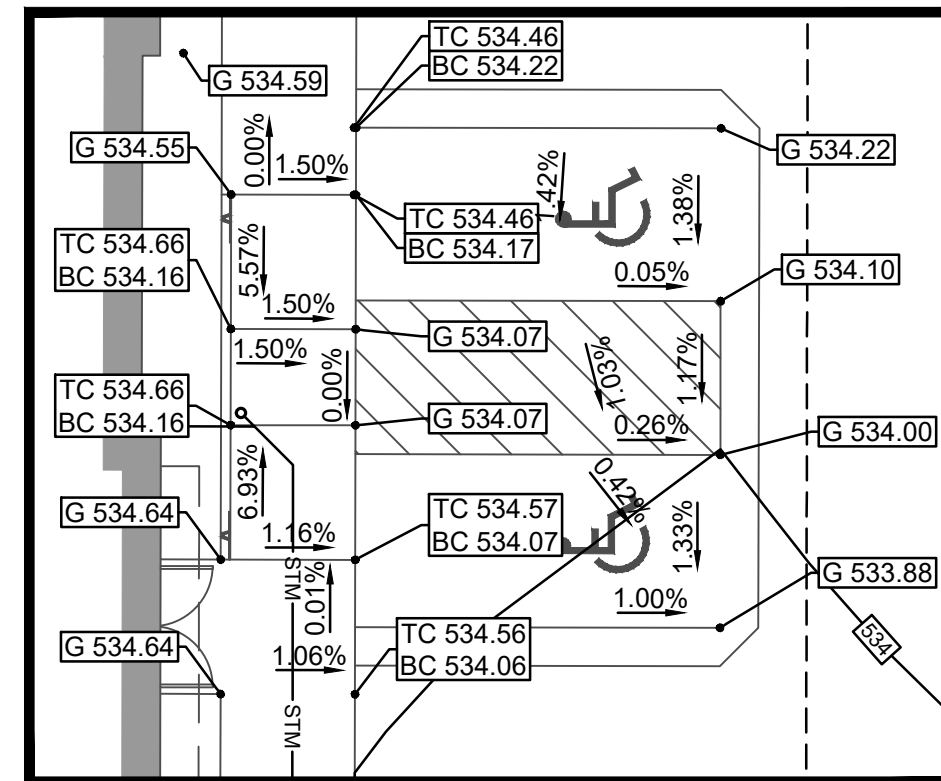 TC 534.46
BC 534.22
G 534.59
G 534.55
0.00%
1.50%
G 534.22
.42%
1.38%
TC 534.46
BC 534.17
TC 534.66
BC 534.16
5.57%
0.05%
G 534.10
1.50%
G 534.07
1.50%
0.00%
1.03%
1.17%
TC 534.66
BC 534.16
G 534.07
0.26%
G 534.00
6.93%
0.42%
G 534.64
TC 534.57
BC 534.07
1.16%
1.33%
STM
0.01%
G 533.88
1.00%
G 534.64
TC 534.56
BC 534.06
534
1.06%
STM